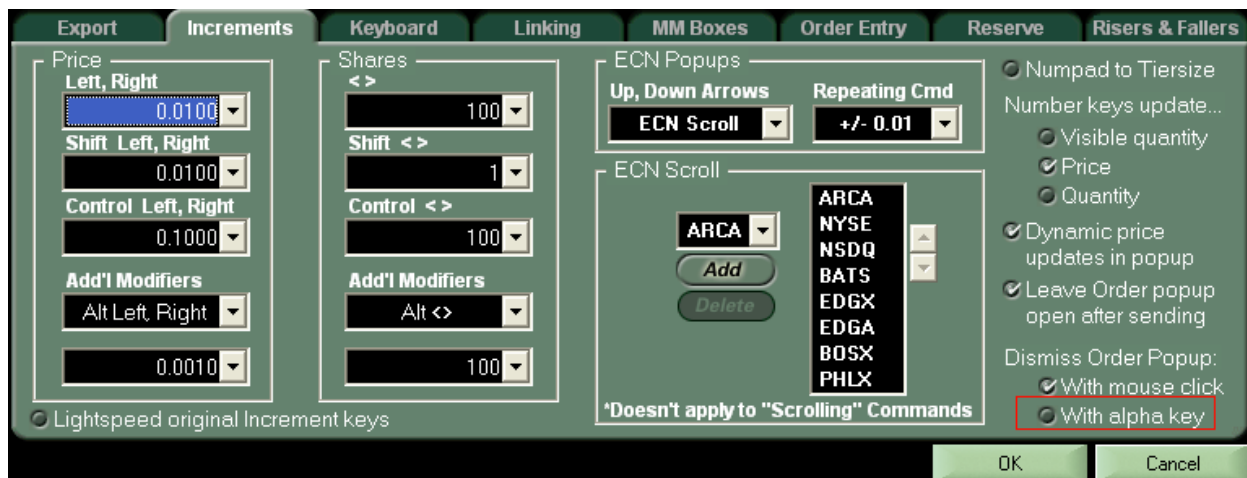 Export Increments Keyboard Linking MM Boxes Order Entry Reserve Risers & Fallers
Price
Left, Right
0.0100
Shift Left, Right
0.0100
Control Left, Right
0.1000
Add'l Modifiers
Alt Left, Right
0.0010
Shares
< >
100
Shift < >
1
Control < >
100
Add'l Modifiers
Alt <>
100
Lightspeed original Increment keys
ECN Popups
Up, Down Arrows Repeating Cmd
ECN Scroll +/- 0.01
ECN Scroll
ARCA
Add
Delete
ARCA
NYSE
NSDQ
BATS
EDGX
EDGA
BOSX
PHLX
*Doesn't apply to "Scrolling" Commands
Numpad to Tiersize
Number keys update...
Visible quantity
Price
Quantity
Dynamic price
updates in popup
Leave Order popup
open after sending
Dismiss Order Popup:
With mouse click
With alpha key
OK Cancel